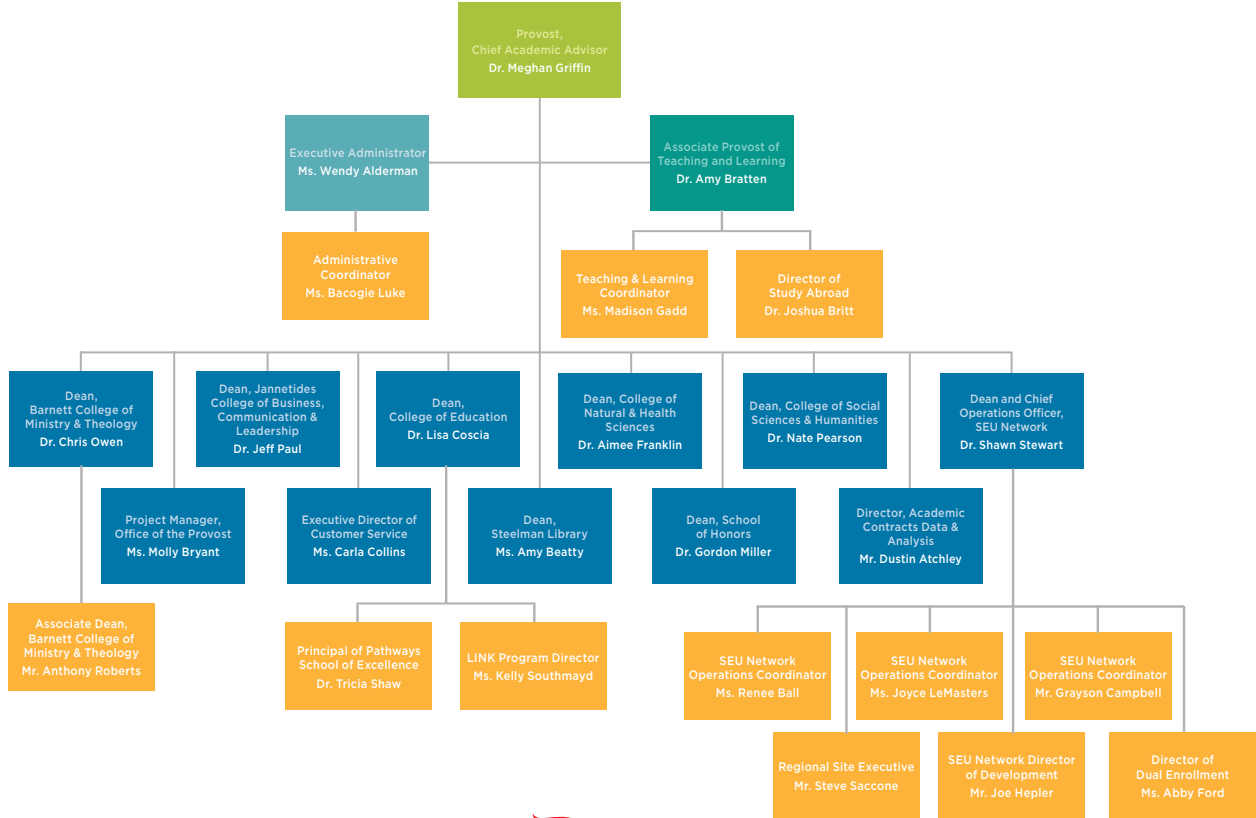 Provost,
Chief Academic Advisor
Dr. Meghan Griffin
Executive Administrator
Ms. Wendy Alderman
Associate Provost of
Teaching and Learning
Dr. Amy Bratten
Administrative
Coordinator
Ms. Bacogie Luke
Teaching & Learning
Coordinator
Ms. Madison Gadd
Director of
Study Abroad
Dr. Joshua Britt
Dean,
Barnett College of
Ministry & Theology
Dr. Chris Owen
Dean, Jannetides
College of Business,
Communication &
Leadership
Dr. Jeff Paul
Dean,
College of Education
Dr. Lisa Coscia
Dean, College of
Natural & Health
Sciences
Dr. Aimee Franklin
Dean, College of Social
Sciences & Humanities
Dr. Nate Pearson
Dean and Chief
Operations Officer,
SEU Network
Dr. Shawn Stewart
Project Manager,
Office of the Provost
Ms. Molly Bryant
Executive Director of
Customer Service
Ms. Carla Collins
Dean,
Steelman Library
Ms. Amy Beatty
Dean, School
of Honors
Dr. Gordon Miller
Director, Academic
Contracts Data &
Analysis
Mr. Dustin Atchley
Associate Dean,
Barnett College of
Ministry & Theology
Mr. Anthony Roberts
Principal of Pathways
School of Excellence
Dr. Tricia Shaw
LINK Program Director
Ms. Kelly Southmayd
SEU Network
Operations Coordinator
Ms. Renee Ball
SEU Network
Operations Coordinator
Ms. Joyce LeMasters
SEU Network
Operations Coordinator
Mr. Grayson Campbell
Regional Site Executive
Mr. Steve Saccone
SEU Network Director
of Development
Mr. Joe Hepler
Director of
Dual Enrollment
Ms. Abby Ford